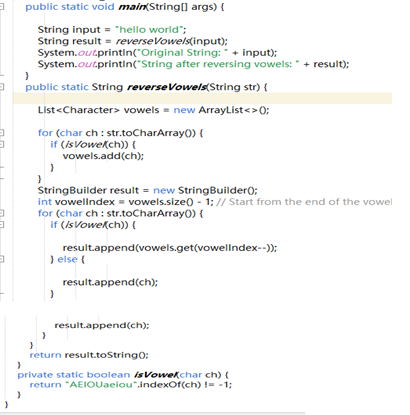 public static void main(String[] args) {
String input = "hello world";
String result = reverseVowels(input);
System.out.println("Original String: " + input);
System.out.println("String after reversing vowels: " + result);
}
public static String reverseVowels(String str) {
List<Character> vowels = new ArrayList<>();
for (char ch : str.toCharArray()) {
if (isVowel(ch)) {
vowels.add(ch);
}
}
StringBuilder result = new StringBuilder();
int vowelIndex = vowels.size() - 1; // Start from the end of the vowel
for (char ch : str.toCharArray()) {
if (isVowel(ch)) {
result.append(vowels.get(vowelIndex--));
} else {
result.append(ch);
}
result.append(ch);
}
}
return result.toString();
}
private static boolean isVowel(char ch) {
return "AEIOUaeiou".indexOf(ch) != -1;
}
}